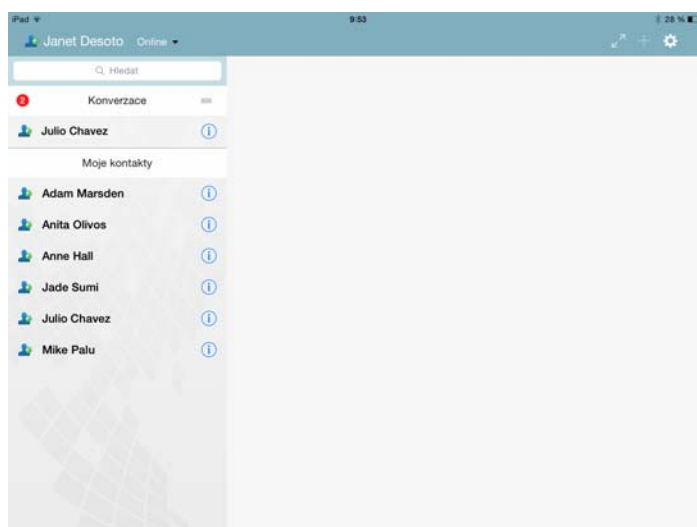 iPad 9:53 28 %
Janet Desoto Online
Hledat
2 Konverzace
Julio Chavez
Moje kontakty
Adam Marsden
Anita Olivos
Anne Hall
Jade Sumi
Julio Chavez
Mike Palu